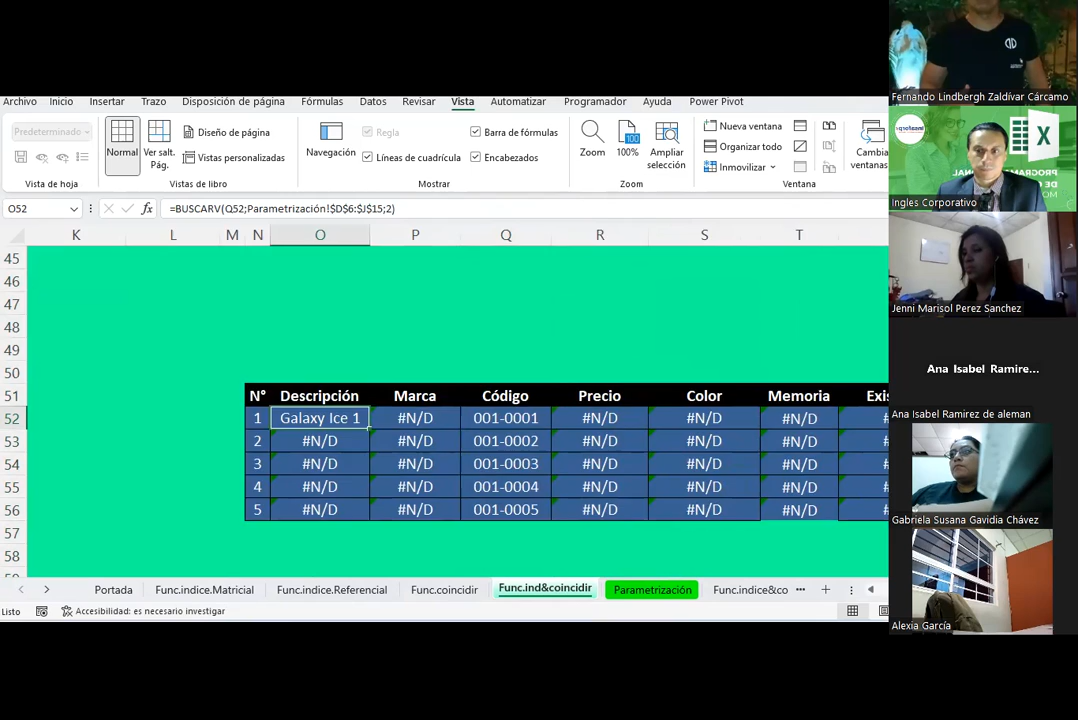 Archivo Inicio Insertar Trazo Disposición de página Fórmulas Datos Revisar Vista Automatizar Programador Ayuda Power Pivot
Predeterminado
Normal
Ver salt. Pág.
Diseño de página
Vistas personalizadas
Navegación
Regla
Barra de fórmulas
Líneas de cuadrícula
Encabezados
Zoom
100%
Ampliar selección
Nueva ventana
Organizar todo
Inmovilizar
Cambia ventanas
Vista de hoja
Vistas de libro
Mostrar
Zoom
Ventana
O52
fx
=BUSCARV(Q52;Parametrización!$D$6:$J$15;2)
K L M N O P Q R S T
45
46
47
48
49
50
51 N° Descripción Marca Código Precio Color Memoria Exis
52 1 Galaxy Ice 1 #N/D 001-0001 #N/D #N/D #N/D #
53 2 #N/D #N/D 001-0002 #N/D #N/D #N/D #
54 3 #N/D #N/D 001-0003 #N/D #N/D #N/D #
55 4 #N/D #N/D 001-0004 #N/D #N/D #N/D #
56 5 #N/D #N/D 001-0005 #N/D #N/D #N/D #
57
58
Portada Func.indice.Matricial Func.indice.Referencial Func.coincidir Func.ind&coincidir Parametrización Func.indice&co ...
Listo
Accesibilidad: es necesario investigar
Fernando Lindbergh Zaldívar Cárcamo
Ingles Corporativo
Jenni Marisol Perez Sanchez
Ana Isabel Ramire...
Ana Isabel Ramirez de aleman
Gabriela Susana Gavidia Chávez
Alexia García